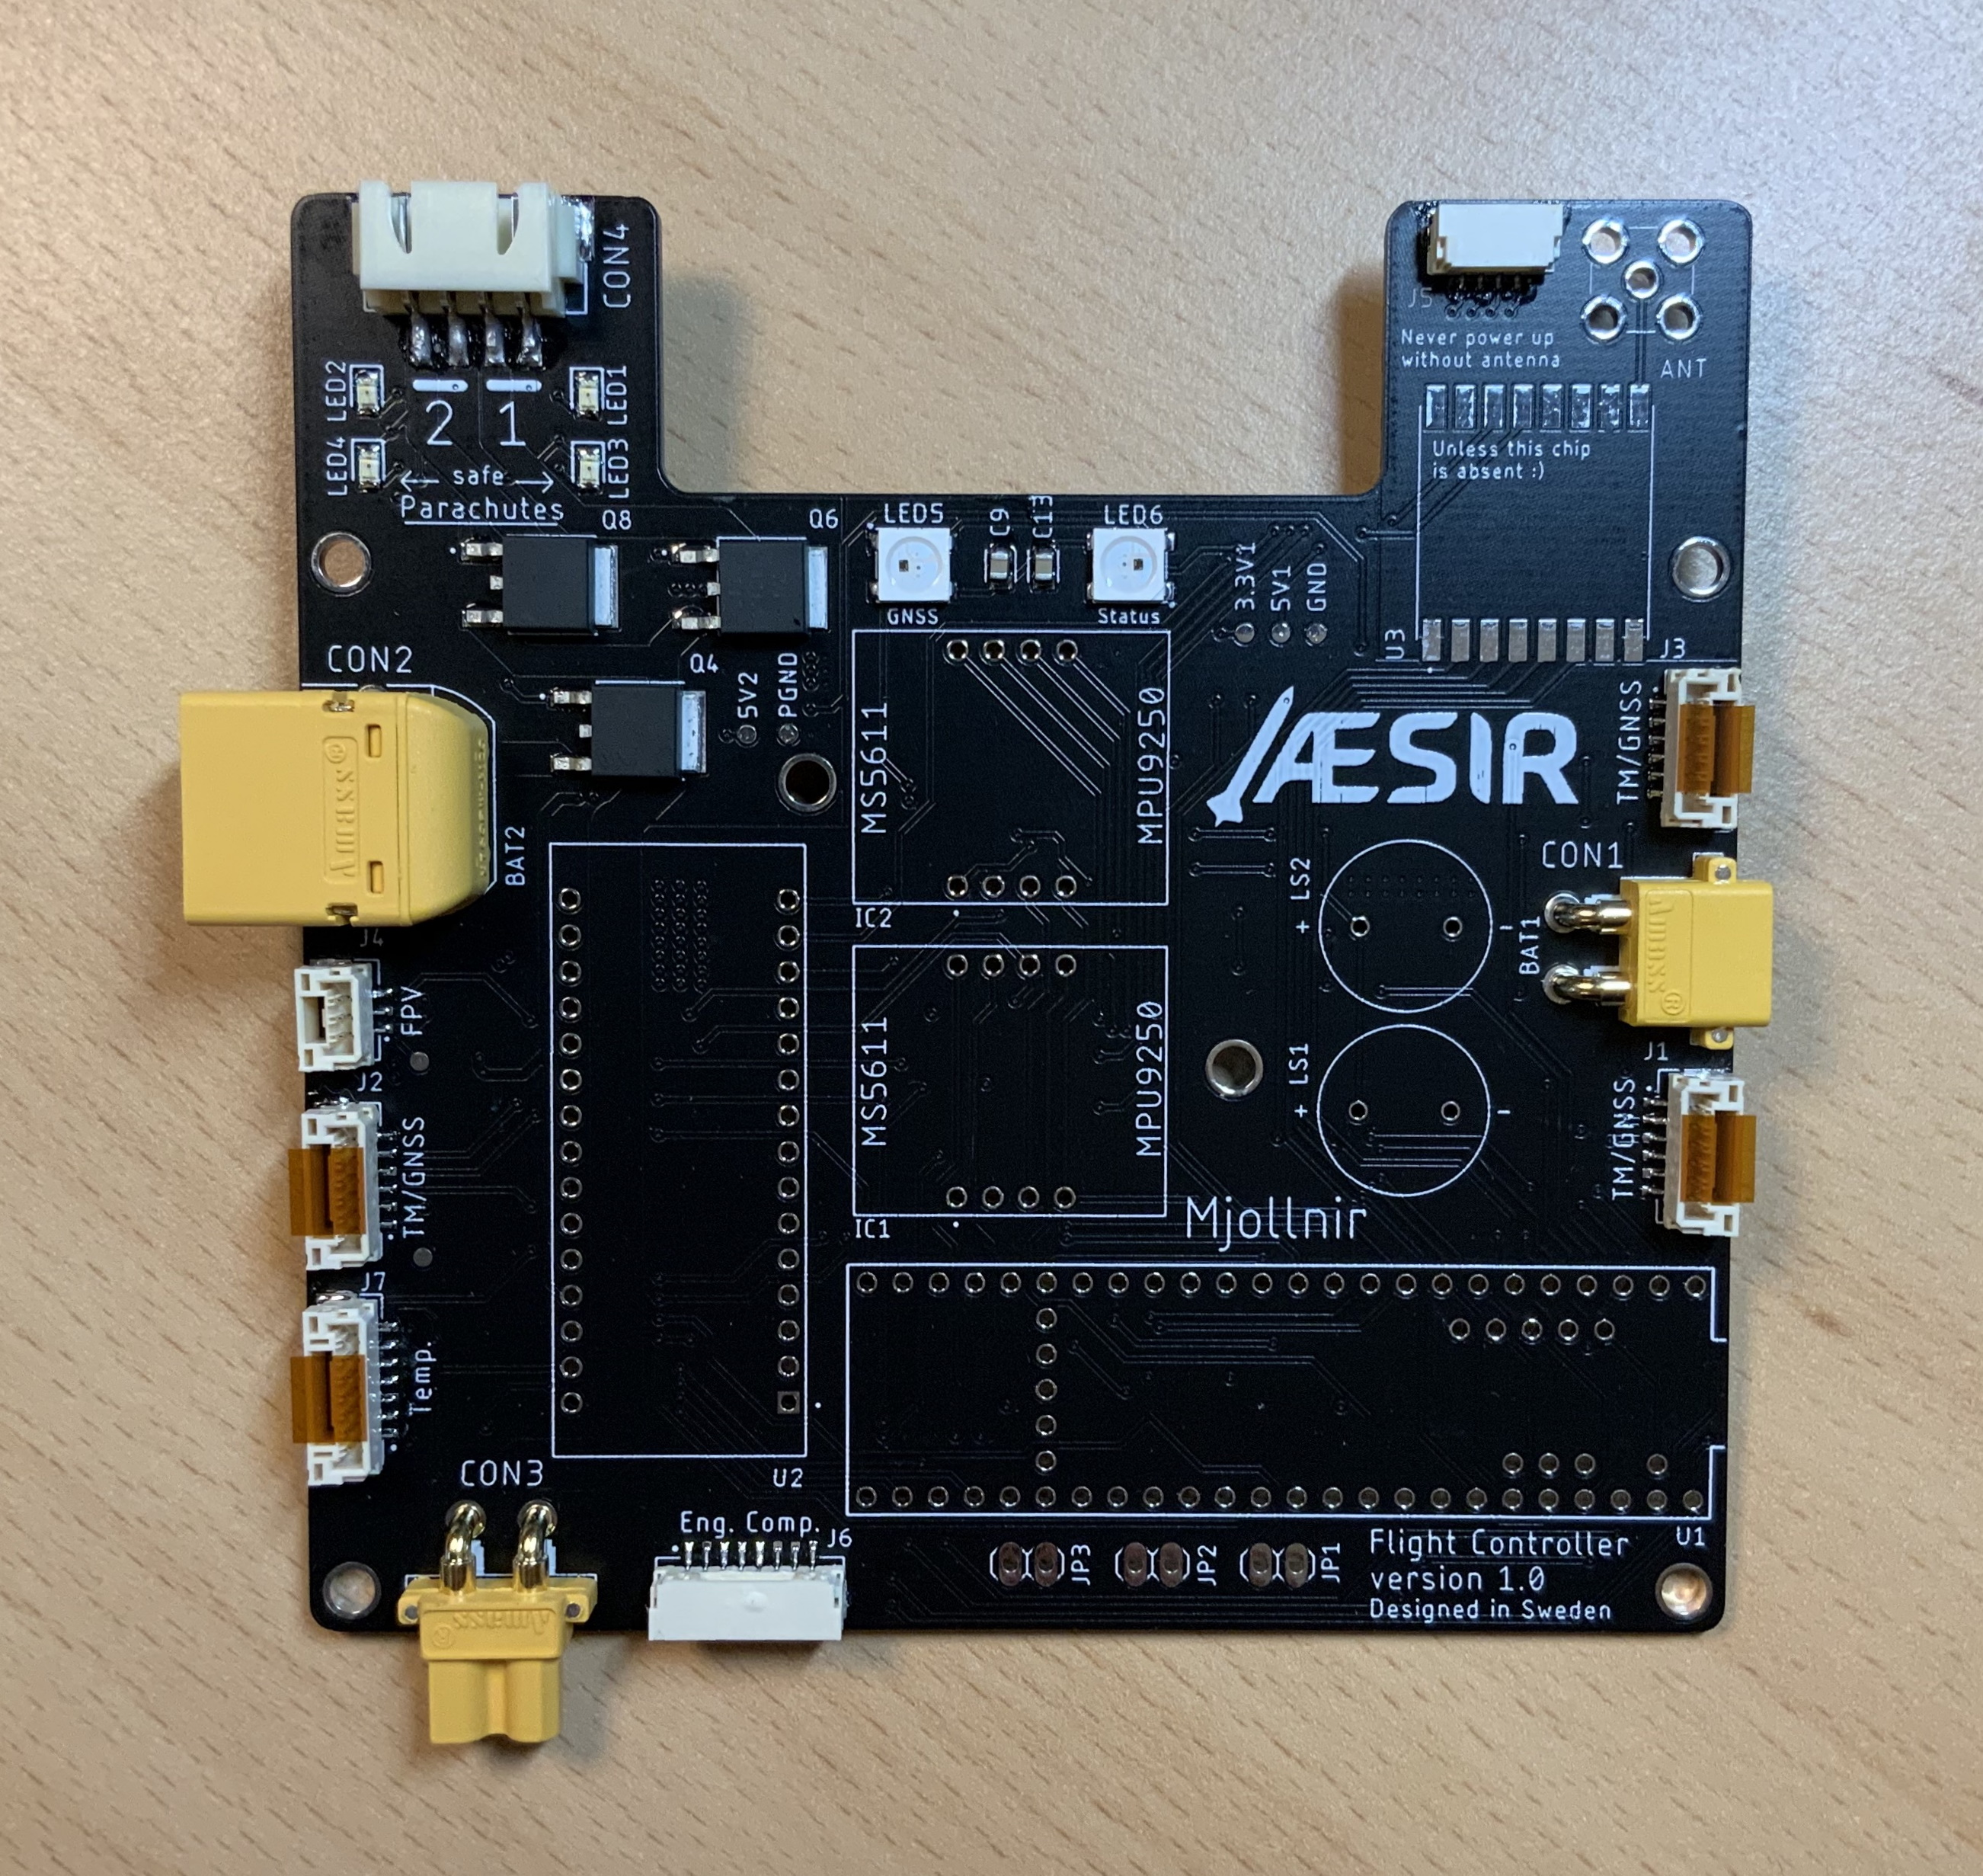 CON4
J5
Never power up
without antenna
ANT
LED2
LED1
2 1
LED4
LED3
safe
Parachutes
Unless this chip
is absent :)
Q8
Q6
LED5
C9
C13
LED6
GNSS
Status
3.3V1
5V1
GND
U3
J3
CON2
Q4
5V2
PGND
MS5611
MPU9250
ÆSIR
TM/GNSS
BAT2
CON1
+ LS2 -
BAT1
Amass
IC2
J4
FPV
MS5611
MPU9250
+ LS1 -
J1
TM/GNSS
J2
TM/GNSS
IC1
Mjollnir
J7
Temp.
CON3
U2
Eng. Comp.
J6
JP3
JP2
JP1
Flight Controller
version 1.0
Designed in Sweden
U1
Amass